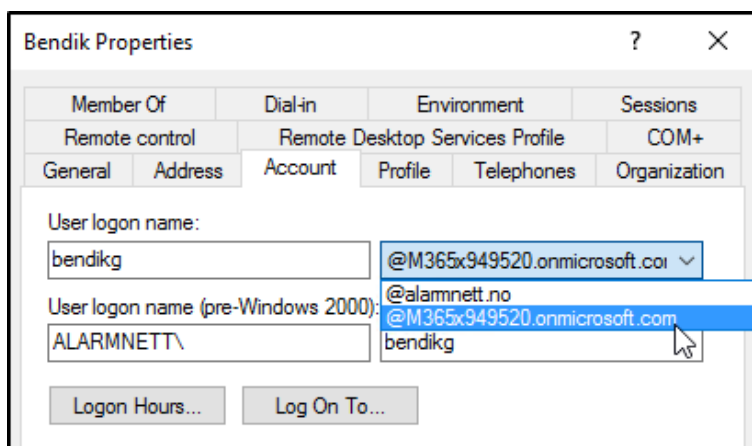 Bendik Properties ? X
Member Of Dial-in Environment Sessions
Remote control Remote Desktop Services Profile COM+
General Address Account Profile Telephones Organization
User logon name:
bendikg @M365x949520.onmicrosoft.co
@alarmnett.no
User logon name (pre-Windows 2000): @M365x949520.onmicrosoft.com
ALARMNETT\ bendikg
Logon Hours... Log On To...